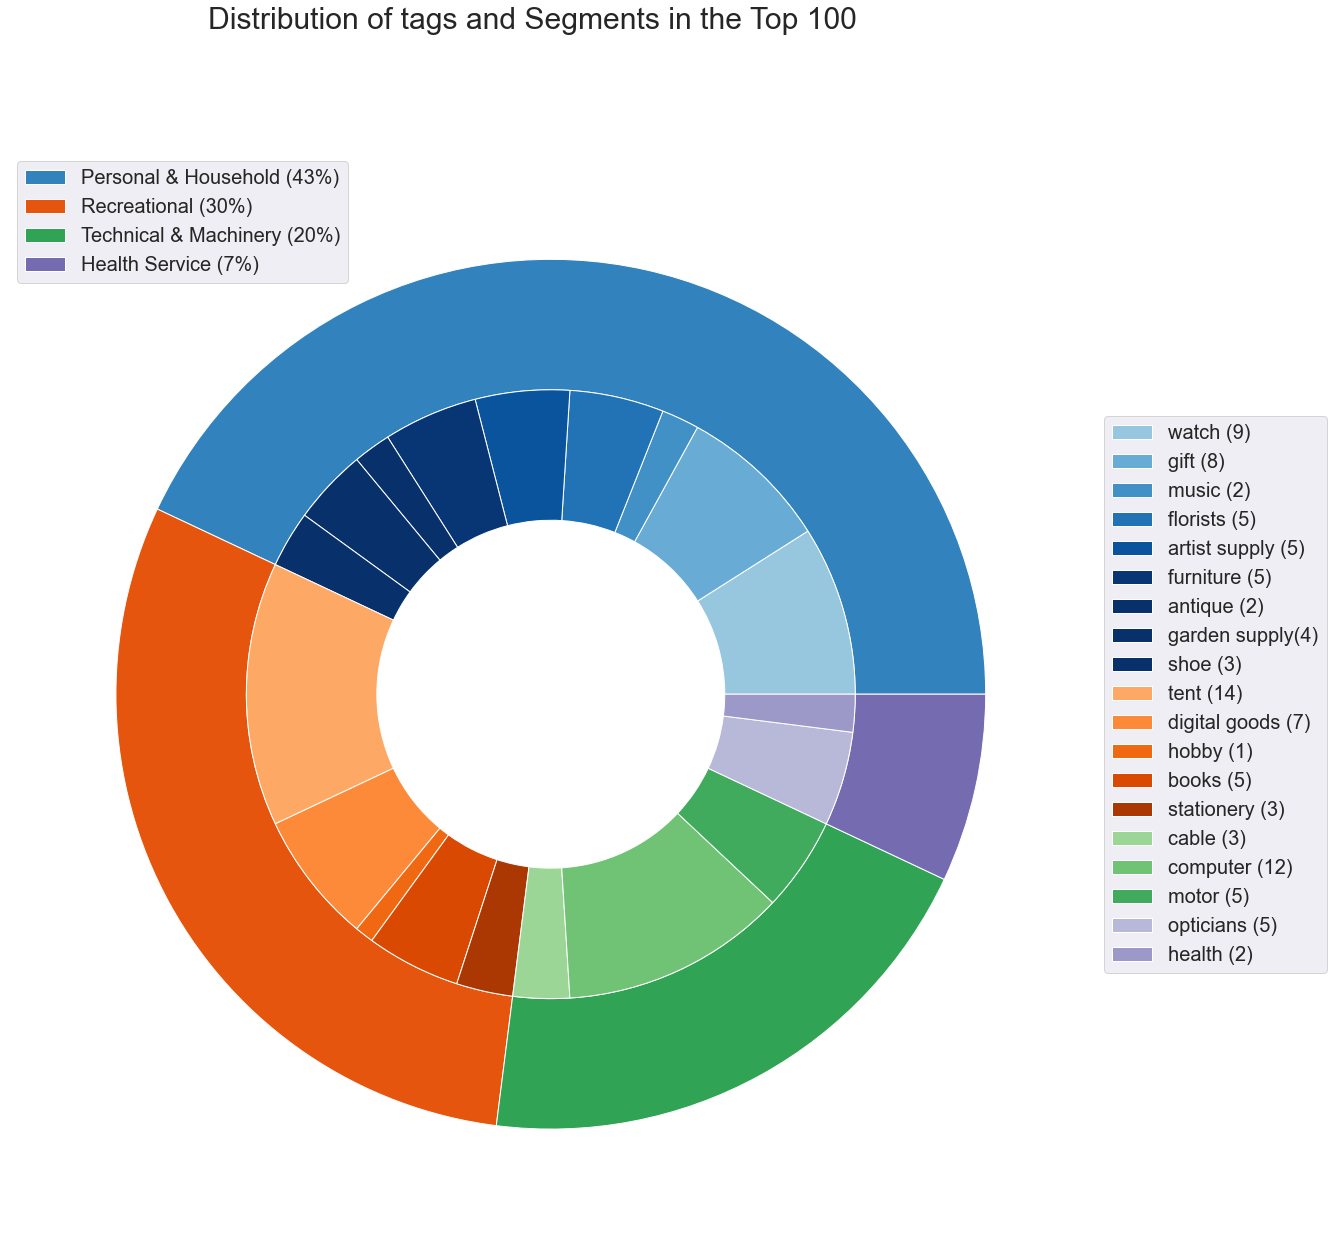 Distribution of tags and Segments in the Top 100
Personal & Household (43%)
Recreational (30%)
Technical & Machinery (20%)
Health Service (7%)
watch (9)
gift (8)
music (2)
florists (5)
artist supply (5)
furniture (5)
antique (2)
garden supply(4)
shoe (3)
tent (14)
digital goods (7)
hobby (1)
books (5)
stationery (3)
cable (3)
computer (12)
motor (5)
opticians (5)
health (2)